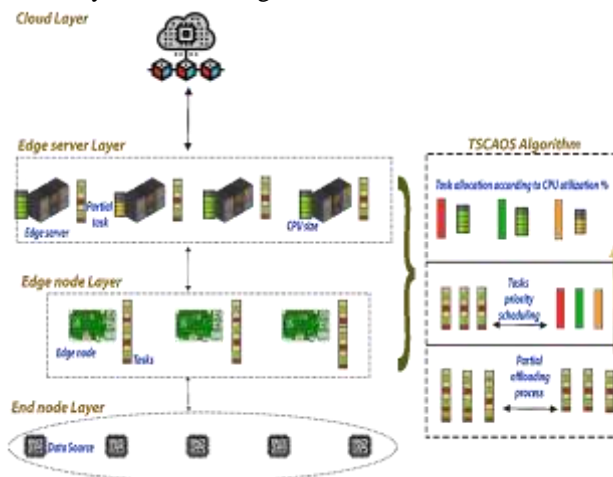 Cloud Layer
Edge server Layer
Edge server
Partial
task
CPU size
Edge node Layer
Edge node
Tasks
End node Layer
Data Source
TSCAOS Algorithm
Task allocation according to CPU utilization %
Tasks
priority
scheduling
Partial
offloading
process